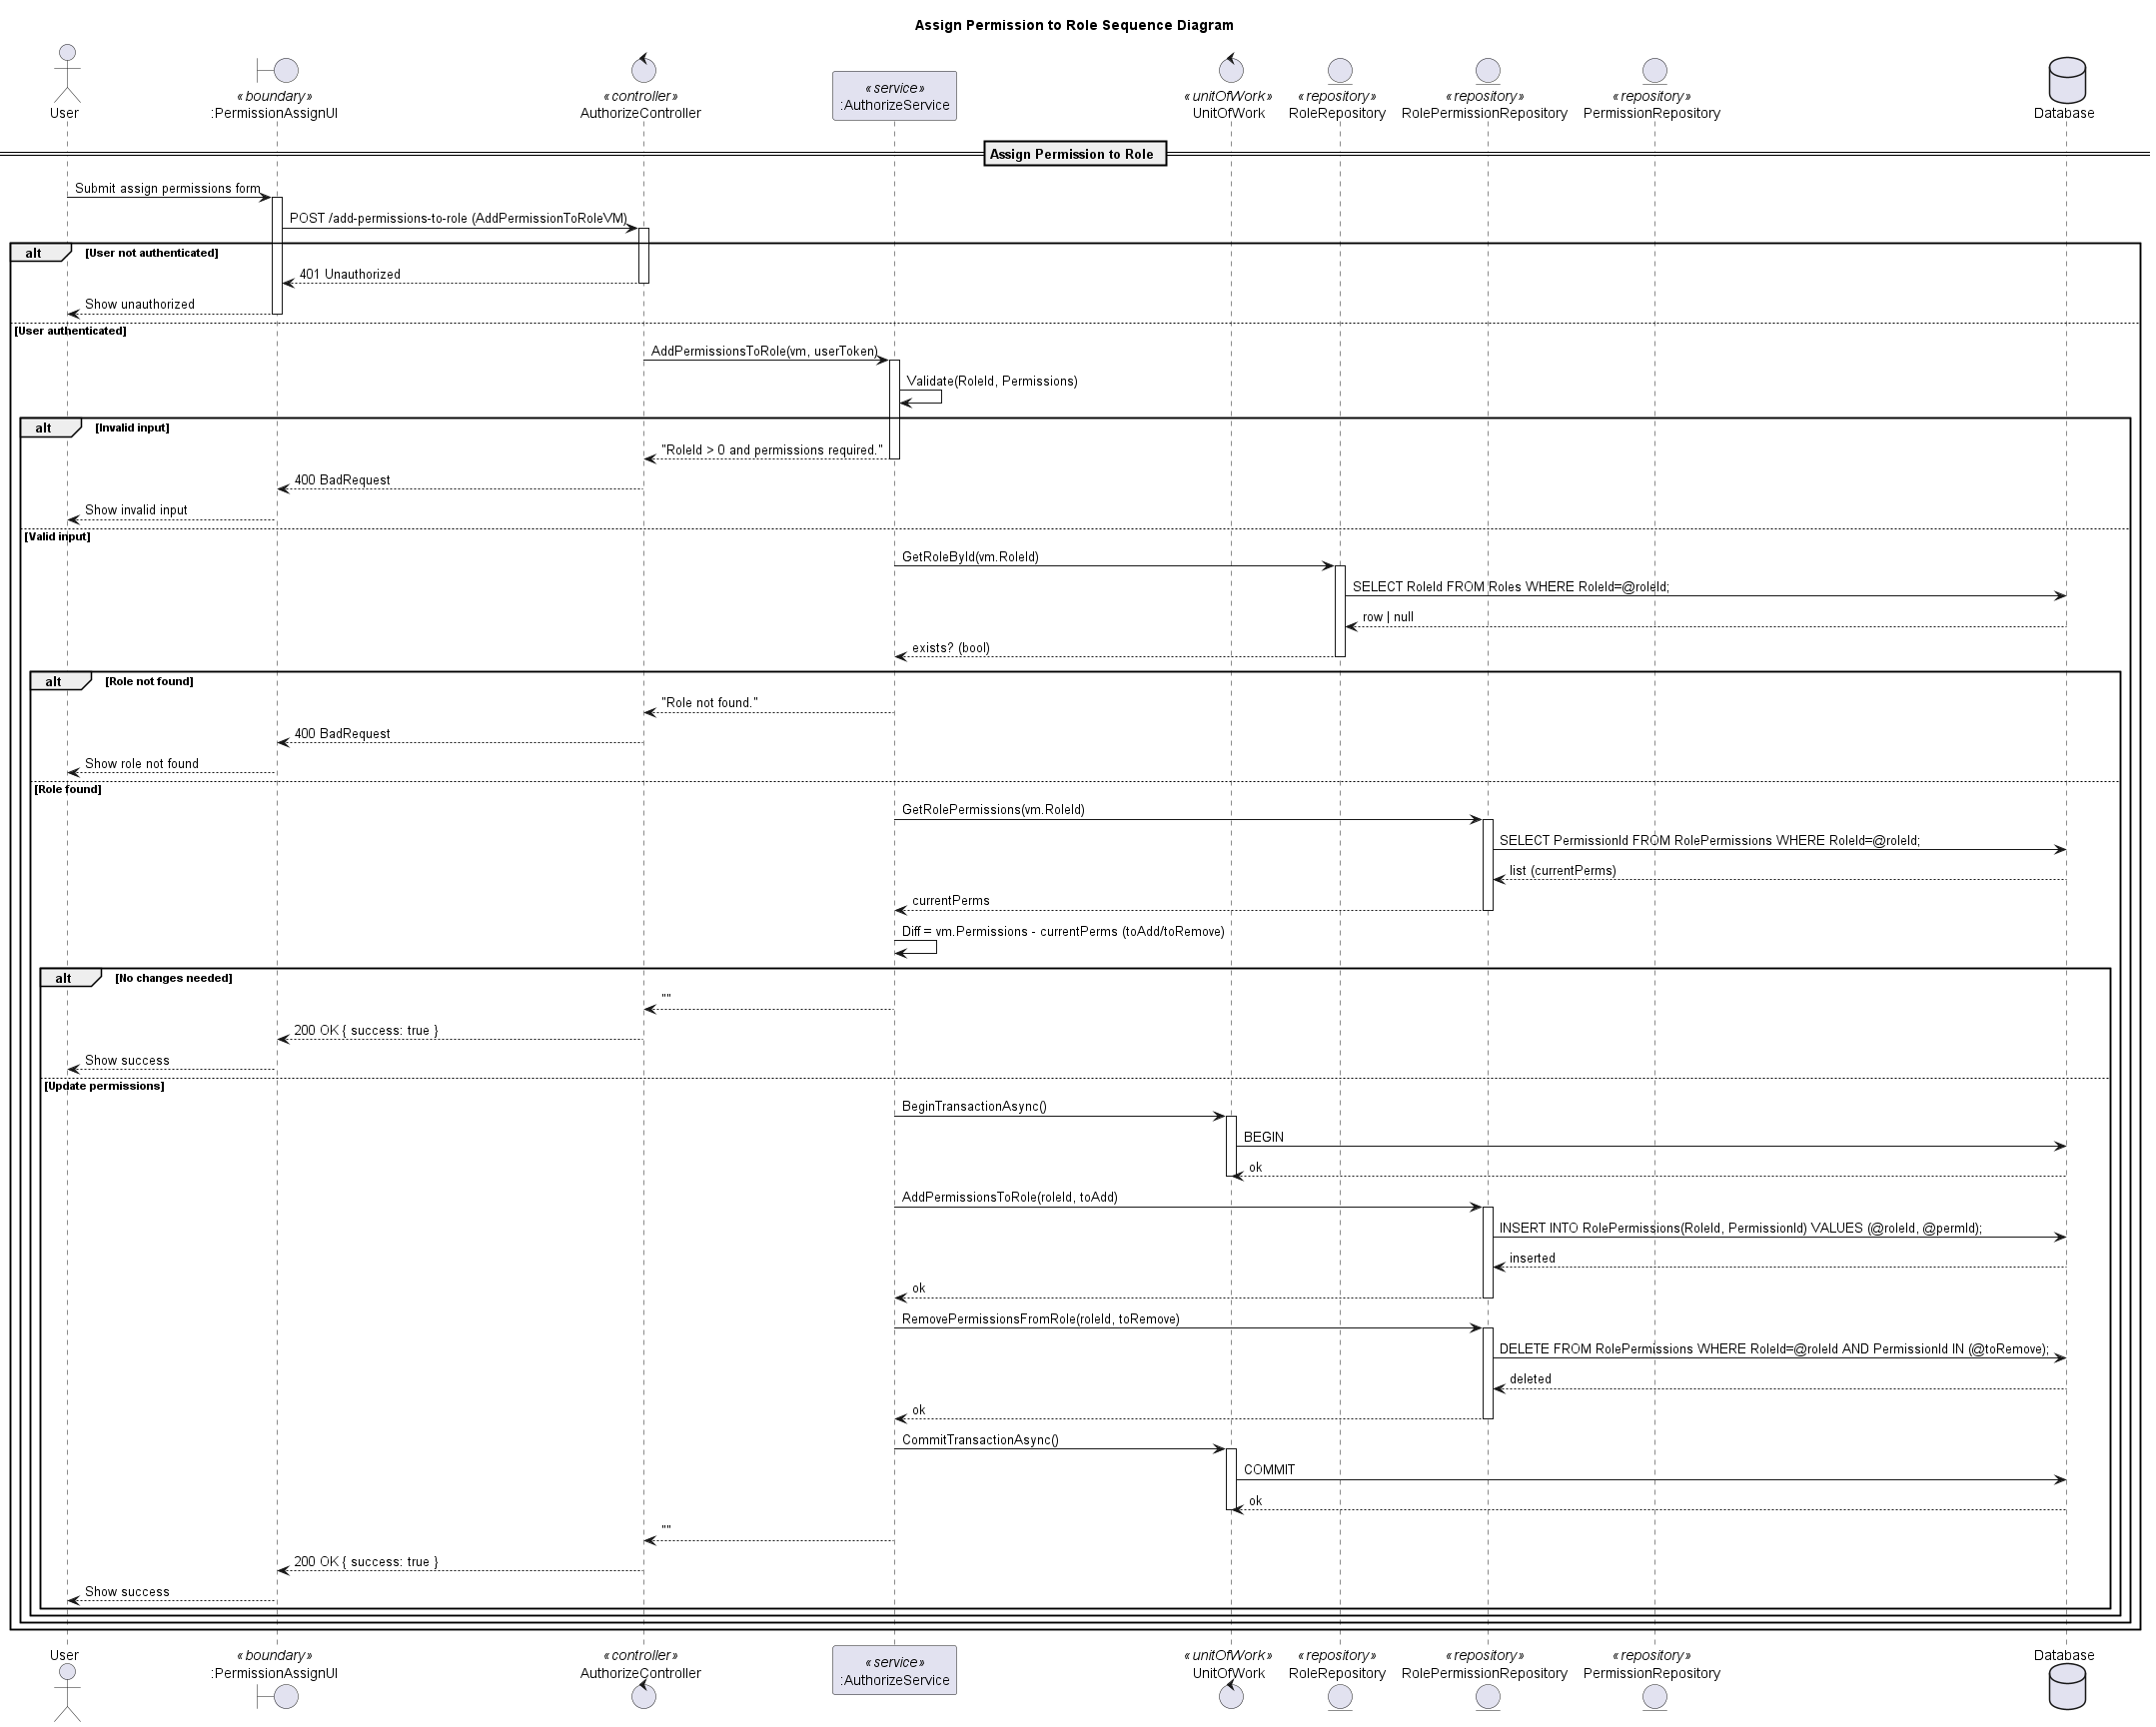 Assign Permission to Role Sequence Diagram
User
«boundary»
:PermissionAssignUI
«controller»
AuthorizeController
«service»
:AuthorizeService
«unitOfWork»
UnitOfWork
«repository»
RoleRepository
«repository»
RolePermissionRepository
«repository»
PermissionRepository
Database
Assign Permission to Role
Submit assign permissions form
POST /add-permissions-to-role (AddPermissionToRoleVM)
alt [User not authenticated]
401 Unauthorized
Show unauthorized
[User authenticated]
AddPermissionsToRole(vm, userToken)
Validate(RoleId, Permissions)
alt [Invalid input]
"RoleId > 0 and permissions required."
400 BadRequest
Show invalid input
[Valid input]
GetRoleById(vm.RoleId)
SELECT RoleId FROM Roles WHERE RoleId=@roleId;
row | null
exists? (bool)
alt [Role not found]
"Role not found."
400 BadRequest
Show role not found
[Role found]
GetRolePermissions(vm.RoleId)
SELECT PermissionId FROM RolePermissions WHERE RoleId=@roleId;
list (currentPerms)
currentPerms
Diff = vm.Permissions - currentPerms (toAdd/toRemove)
alt [No changes needed]
""
200 OK { success: true }
Show success
[Update permissions]
BeginTransactionAsync()
BEGIN
ok
AddPermissionsToRole(roleId, toAdd)
INSERT INTO RolePermissions(RoleId, PermissionId) VALUES (@roleId, @permId);
inserted
ok
RemovePermissionsFromRole(roleId, toRemove)
DELETE FROM RolePermissions WHERE RoleId=@roleId AND PermissionId IN (@toRemove);
deleted
ok
CommitTransactionAsync()
COMMIT
ok
""
200 OK { success: true }
Show success
User
«boundary»
:PermissionAssignUI
«controller»
AuthorizeController
«service»
:AuthorizeService
«unitOfWork»
UnitOfWork
«repository»
RoleRepository
«repository»
RolePermissionRepository
«repository»
PermissionRepository
Database